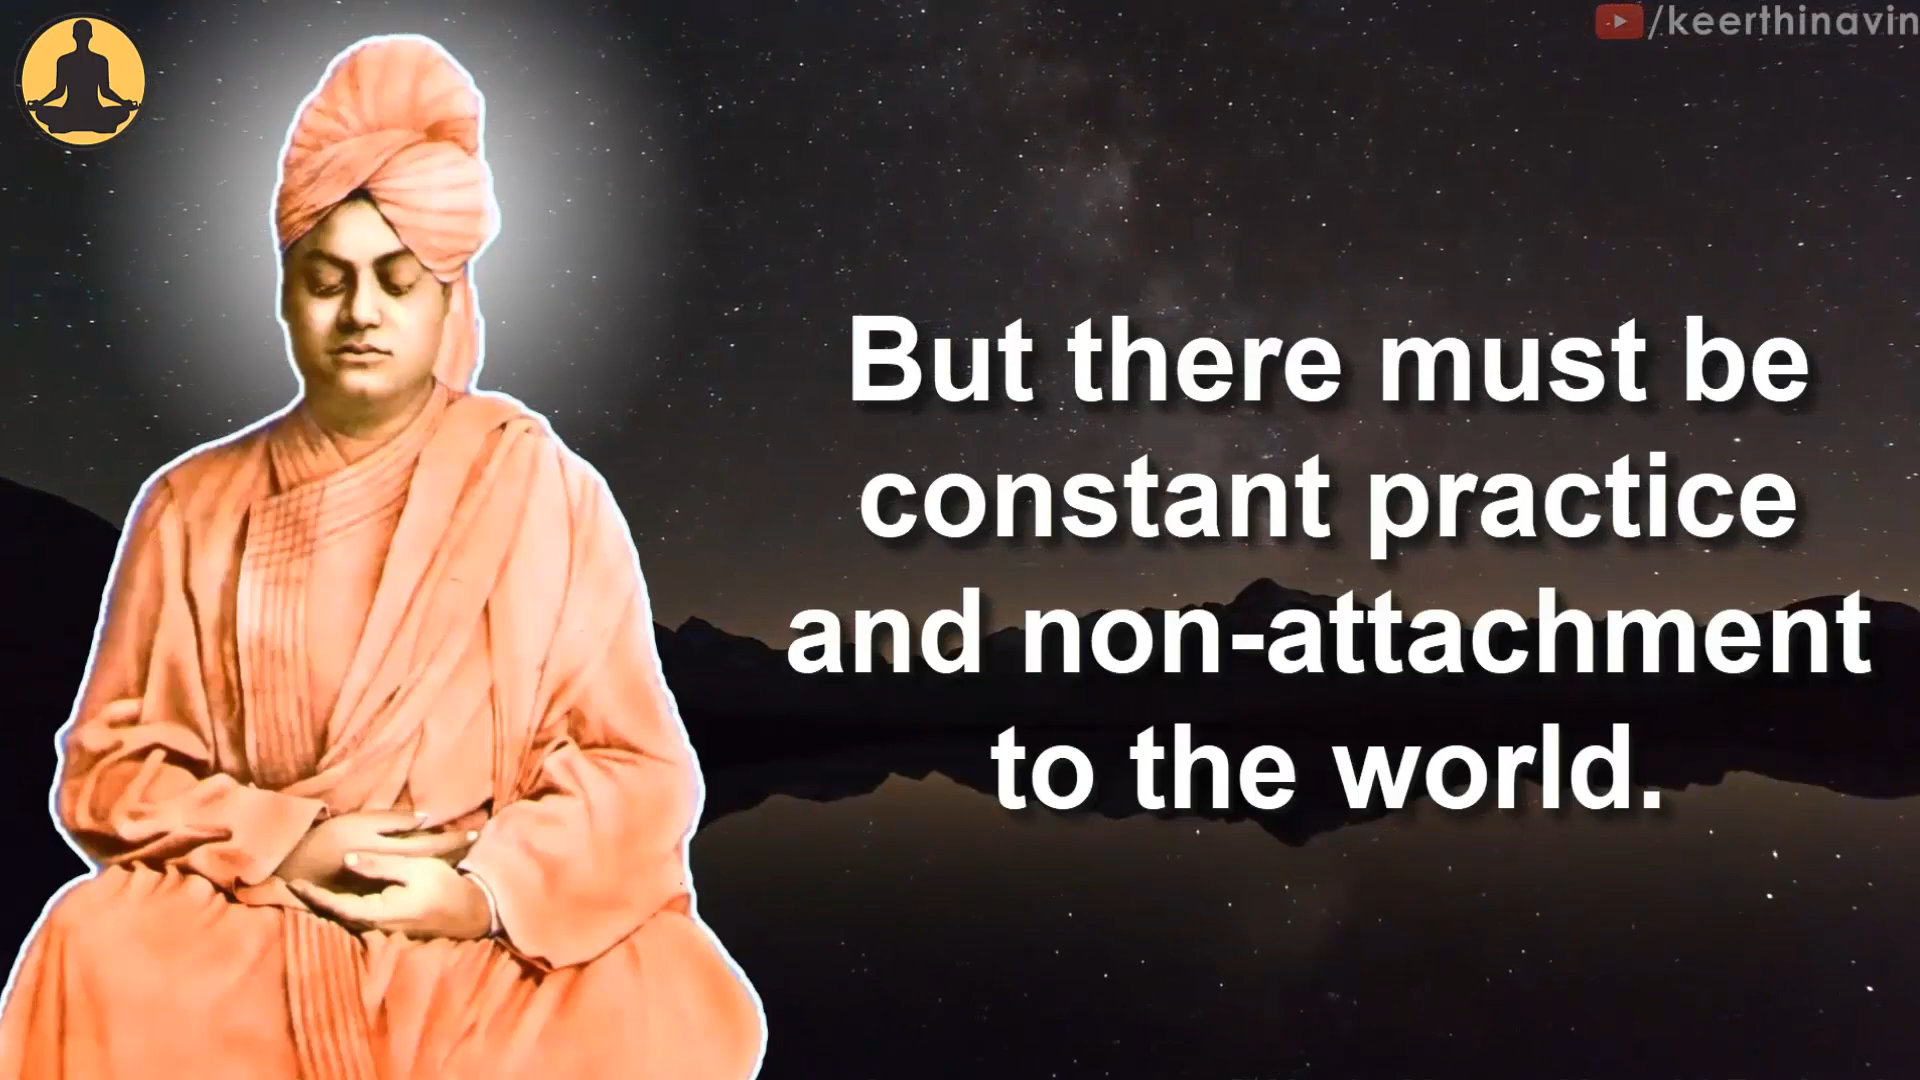 /keerthinavin
But there must be
constant practice
and non-attachment
to the world.